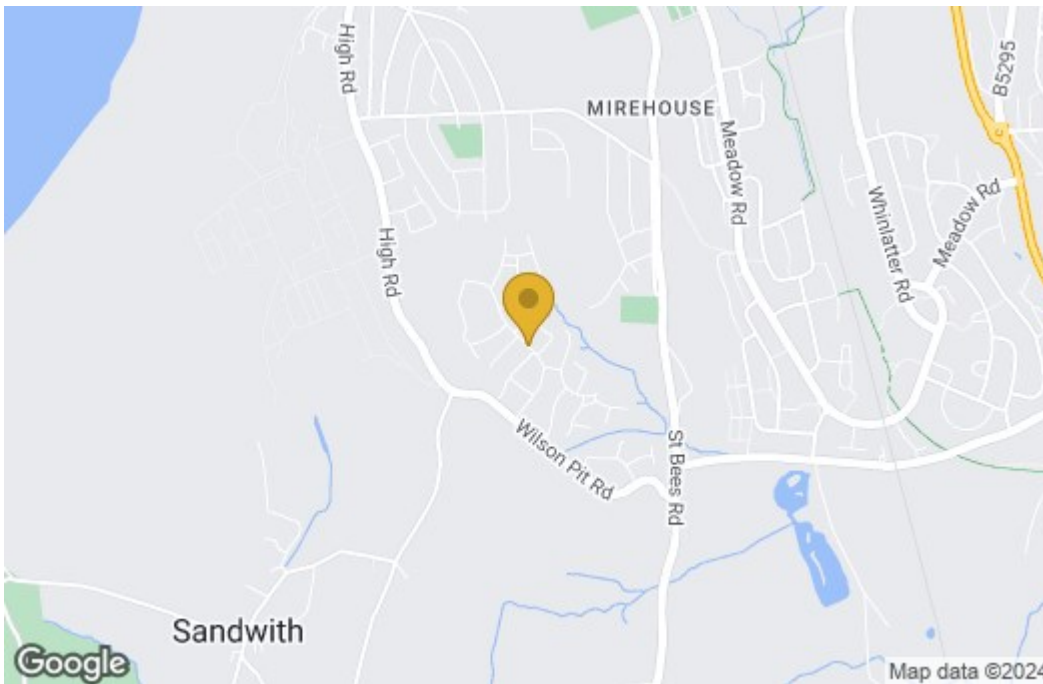 High Rd
B5295
MIREHOUSE
Meadow Rd
Meadow Rd
Whinlatter Rd
High Rd
Wilson Pit Rd
St Bees Rd
Sandwith
Google
Map data ©2024